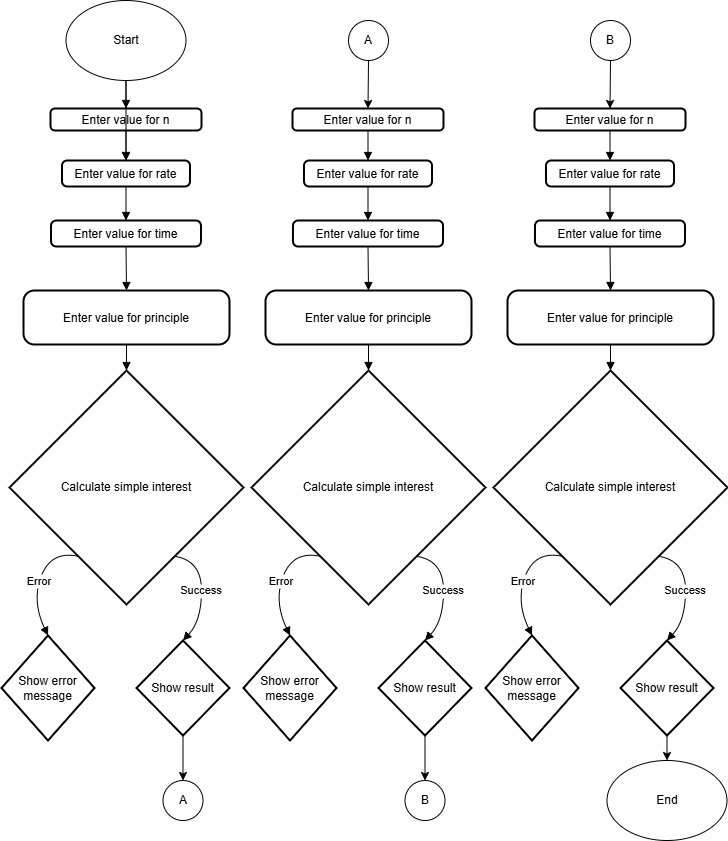 Start
Enter value for n
Enter value for rate
Enter value for time
Enter value for principle
Calculate simple interest
Error
Success
Show error
message
Show result
A
A
Enter value for n
Enter value for rate
Enter value for time
Enter value for principle
Calculate simple interest
Error
Success
Show error
message
Show result
B
B
Enter value for n
Enter value for rate
Enter value for time
Enter value for principle
Calculate simple interest
Error
Success
Show error
message
Show result
End